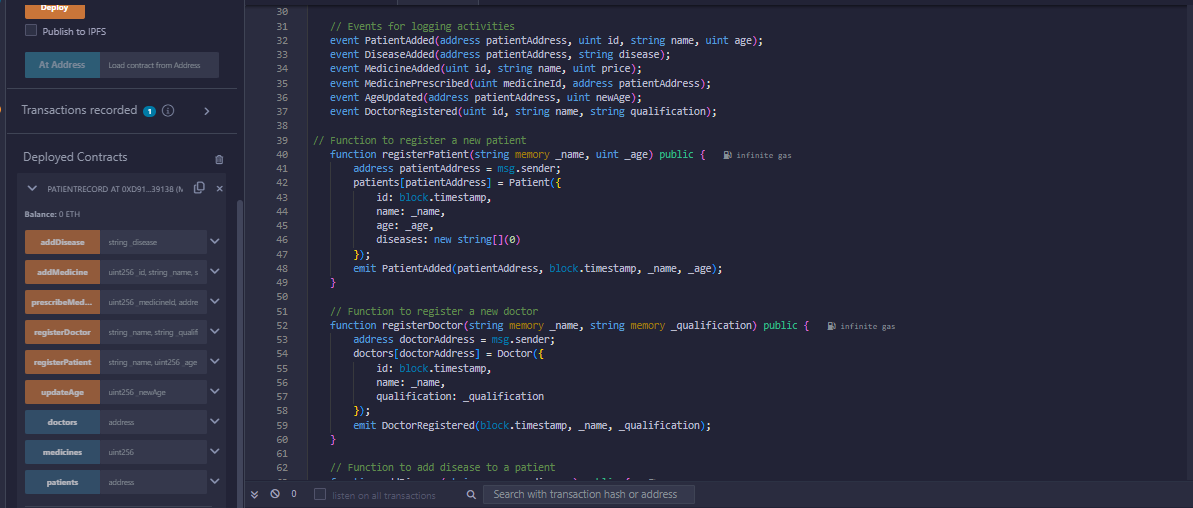 Deploy
Publish to IPFS
At Address Load contract from Address
Transactions recorded 1 i
Deployed Contracts
PATIENTRECORD AT 0XD91...39138 (M
Balance: 0 ETH
addDisease string _disease
addMedicine uint256 _id, string _name, s
prescribeMed... uint256 _medicineId, addre
registerDoctor string _name, string _qualifi
registerPatient string _name, uint256 _age
updateAge uint256 _newAge
doctors address
medicines uint256
patients address
30
31 // Events for logging activities
32 event PatientAdded(address patientAddress, uint id, string name, uint age);
33 event DiseaseAdded(address patientAddress, string disease);
34 event MedicineAdded(uint id, string name, uint price);
35 event MedicinePrescribed(uint medicineId, address patientAddress);
36 event AgeUpdated(address patientAddress, uint newAge);
37 event DoctorRegistered(uint id, string name, string qualification);
38
39 // Function to register a new patient
40 function registerPatient(string memory _name, uint _age) public { infinite gas
41 address patientAddress = msg.sender;
42 patients[patientAddress] = Patient({
43 id: block.timestamp,
44 name: _name,
45 age: _age,
46 diseases: new string[](0)
47 });
48 emit PatientAdded(patientAddress, block.timestamp, _name, _age);
49 }
50
51 // Function to register a new doctor
52 function registerDoctor(string memory _name, string memory _qualification) public { infinite gas
53 address doctorAddress = msg.sender;
54 doctors[doctorAddress] = Doctor({
55 id: block.timestamp,
56 name: _name,
57 qualification: _qualification
58 });
59 emit DoctorRegistered(block.timestamp, _name, _qualification);
60 }
61
62 // Function to add disease to a patient
0 listen on all transactions Search with transaction hash or address